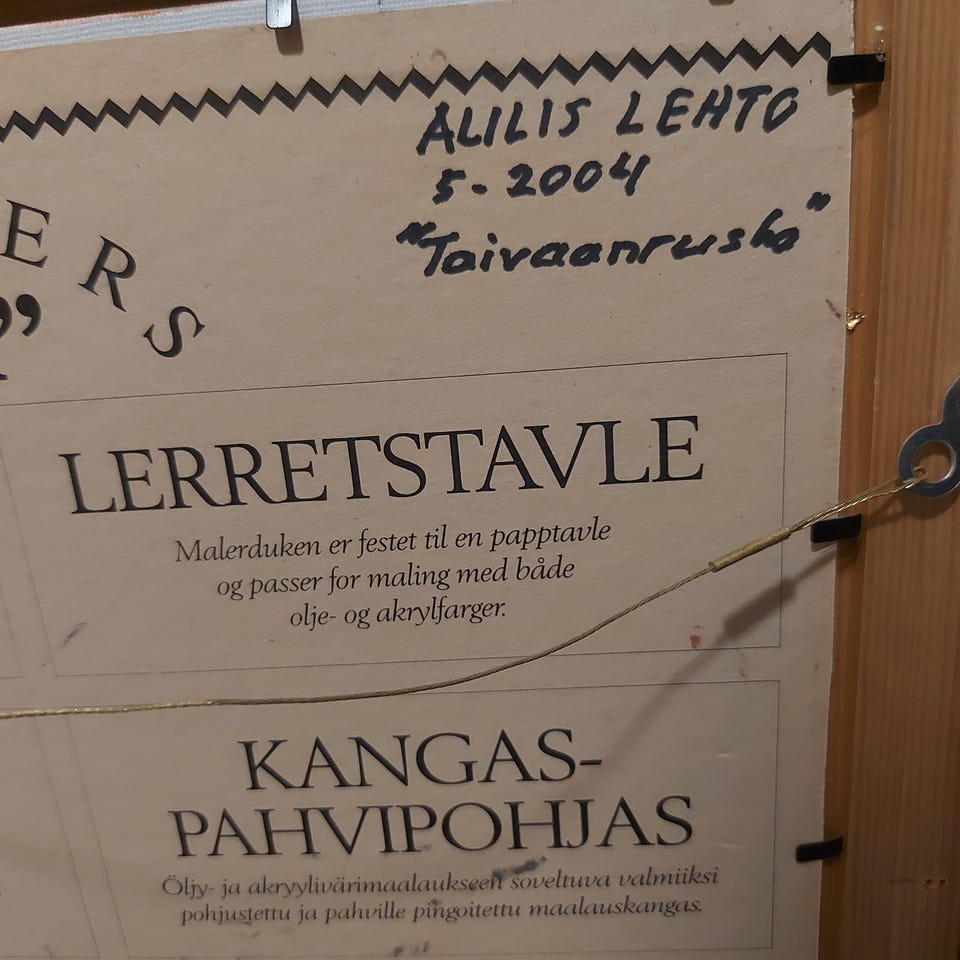 ALILIS LEHTO
5-2004
"Taivaanrusko"
ERS
”
LERRETSTAVLE
Malerduken er festet til en papptavle
og passer for maling med både
olje- og akrylfarger.
KANGAS-
PAHVIPOHJAS
Öljy- ja akryylivärimaalaukseen soveltuva valmiiksi
pohjustettu ja pahville pingoitettu maalauskangas.